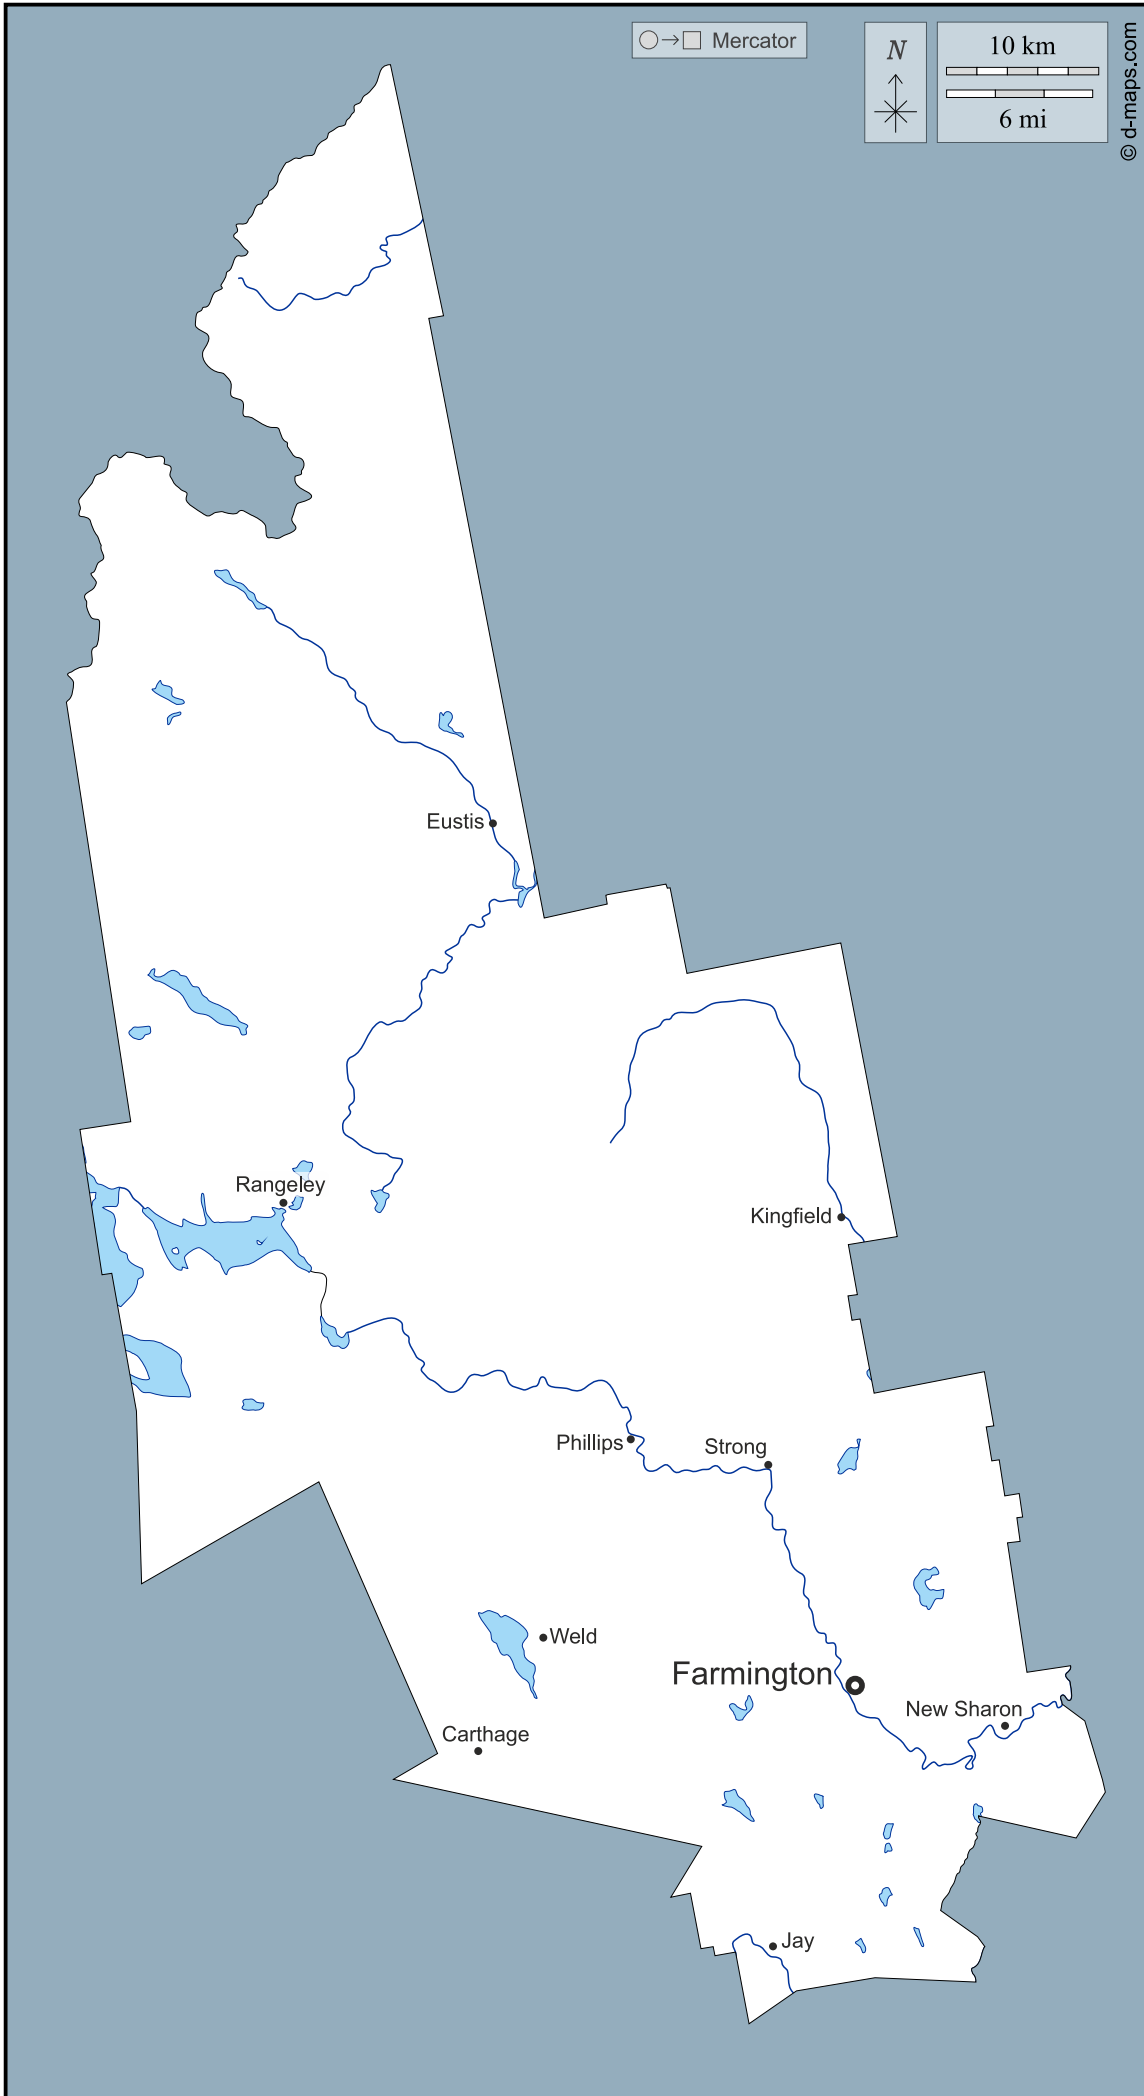 Mercator
N
10 km
6 mi
© d-maps.com
Eustis
Rangeley
Kingfield
Phillips
Strong
Weld
Farmington
New Sharon
Carthage
Jay